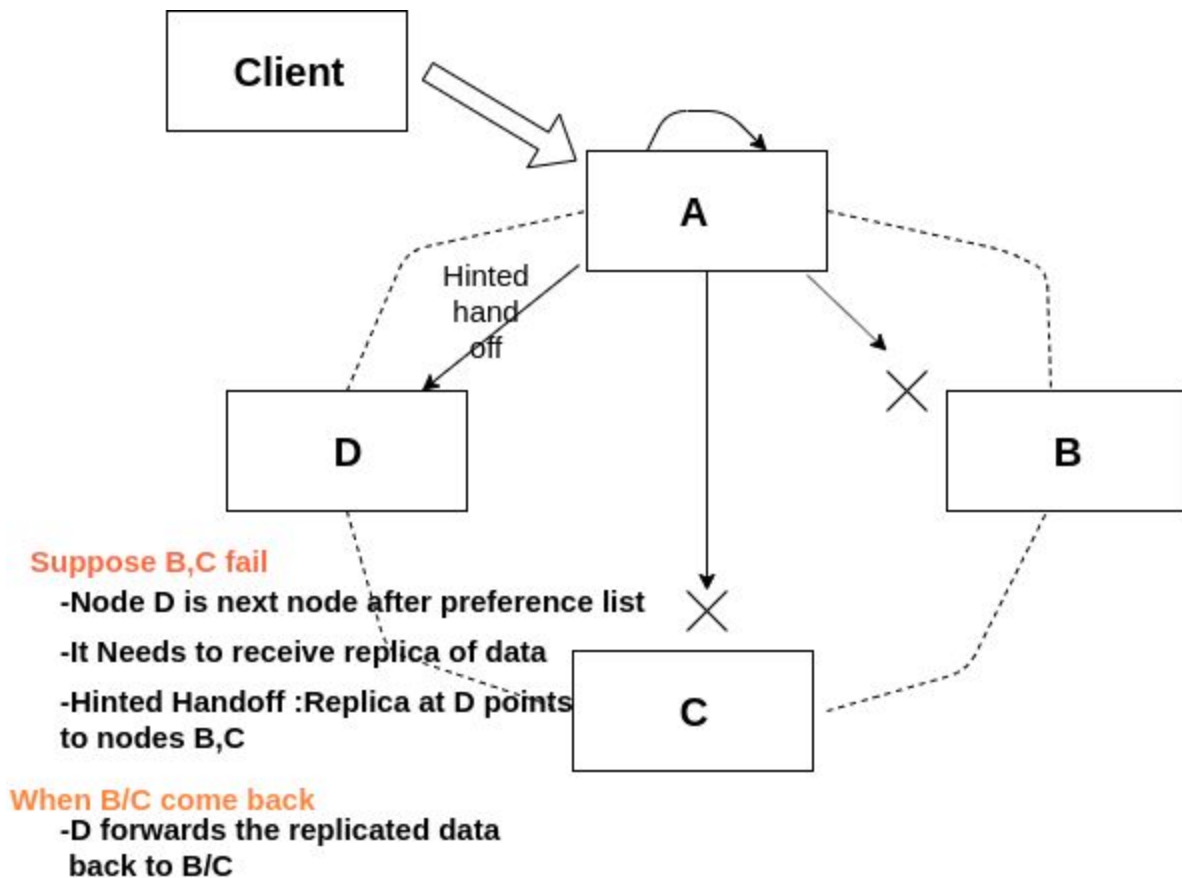 Client
A
Hinted
hand
off
D
B
Suppose B,C fail
-Node D is next node after preference list
-It Needs to receive replica of data
-Hinted Handoff :Replica at D points
to nodes B,C
C
When B/C come back
-D forwards the replicated data
back to B/C